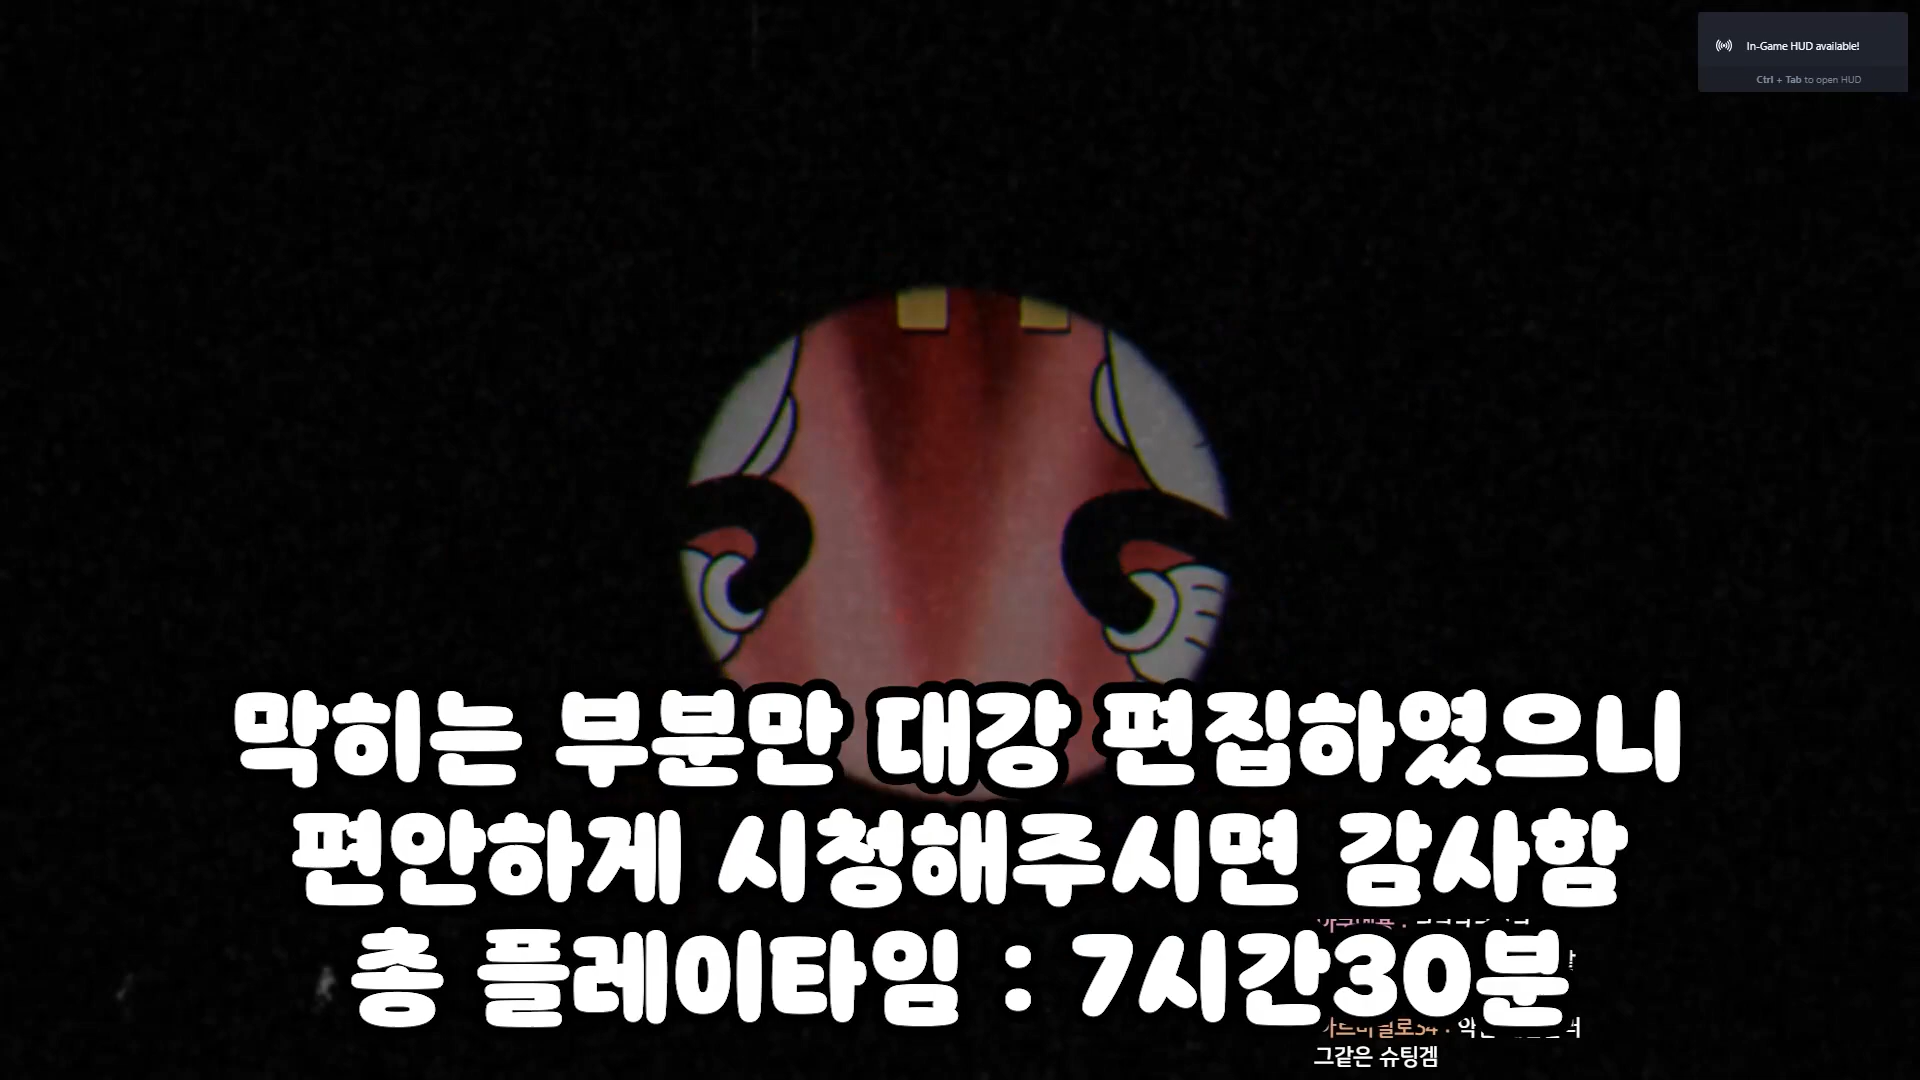 In-Game HUD available!
Ctrl + Tab to open HUD
막히는 부분만 대강 편집하였으니
편안하게 시청해주시면 감사함
총 플레이타임 : 7시간30분
그같은 슈팅겜